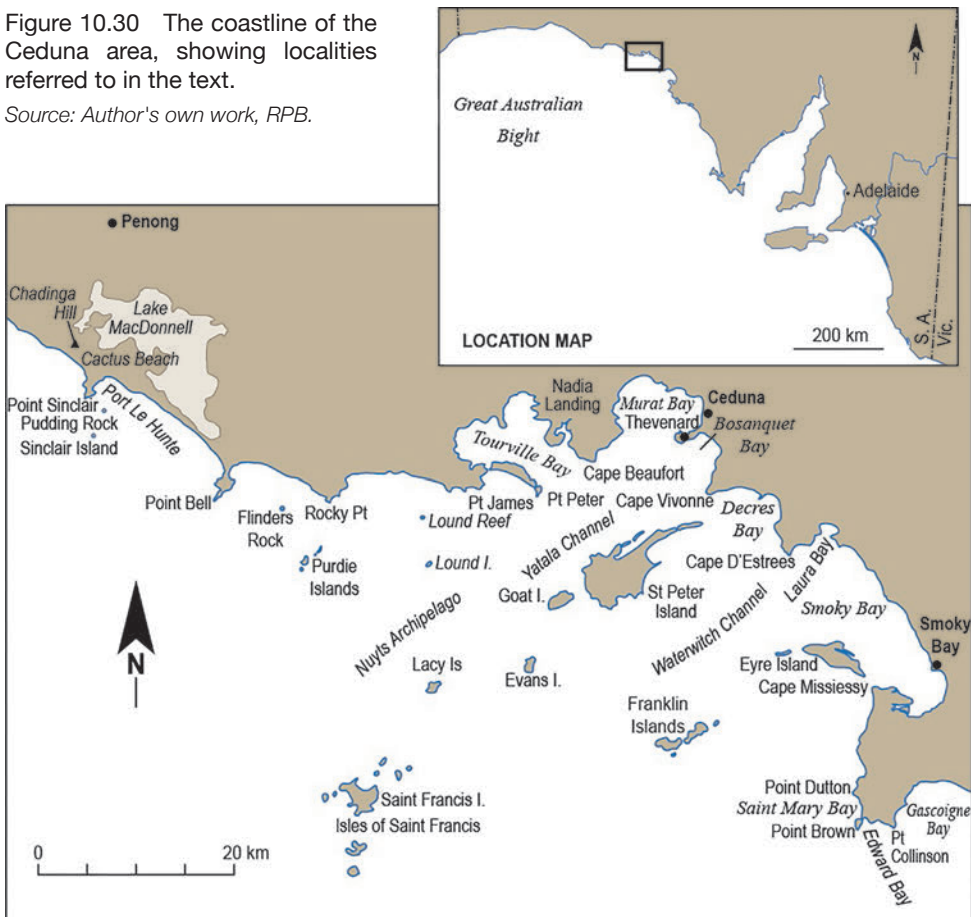 Figure 10.30 The coastline of the
Ceduna area, showing localities
referred to in the text.
Source: Author's own work, RPB.
N
Great Australian
Bight
Adelaide
LOCATION MAP
200 km
S. A.
Vic.
Penong
Chadinga
Hill
Lake
MacDonnell
Cactus Beach
Point Sinclair
Pudding Rock
Sinclair Island
Port Le Hunte
Point Bell
Flinders
Rock
Rocky Pt
Purdie
Islands
Nadia
Landing
Tourville Bay
Murat Bay
Thevenard
Ceduna
Bosanquet
Bay
Cape Beaufort
Pt James
Pt Peter
Cape Vivonne
Decres
Bay
Lound Reef
Lound I.
Yatala Channel
Cape D'Estrees
Laura Bay
Goat I.
St Peter
Island
Smoky Bay
Smoky
Bay
Nuyts Archipelago
Waterwitch Channel
Lacy Is
Evans I.
Eyre Island
Cape Missiessy
Franklin
Islands
N
Saint Francis I.
Isles of Saint Francis
Point Dutton
Saint Mary Bay
Point Brown
Gascoigne
Bay
Edward Bay
Pt
Collinson
0 20 km